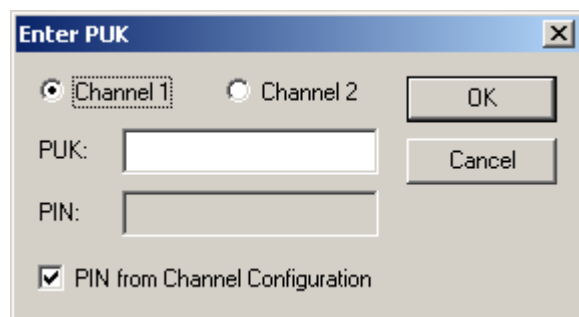 Enter PUK
Channel 1 Channel 2 OK
PUK: Cancel
PIN:
PIN from Channel Configuration